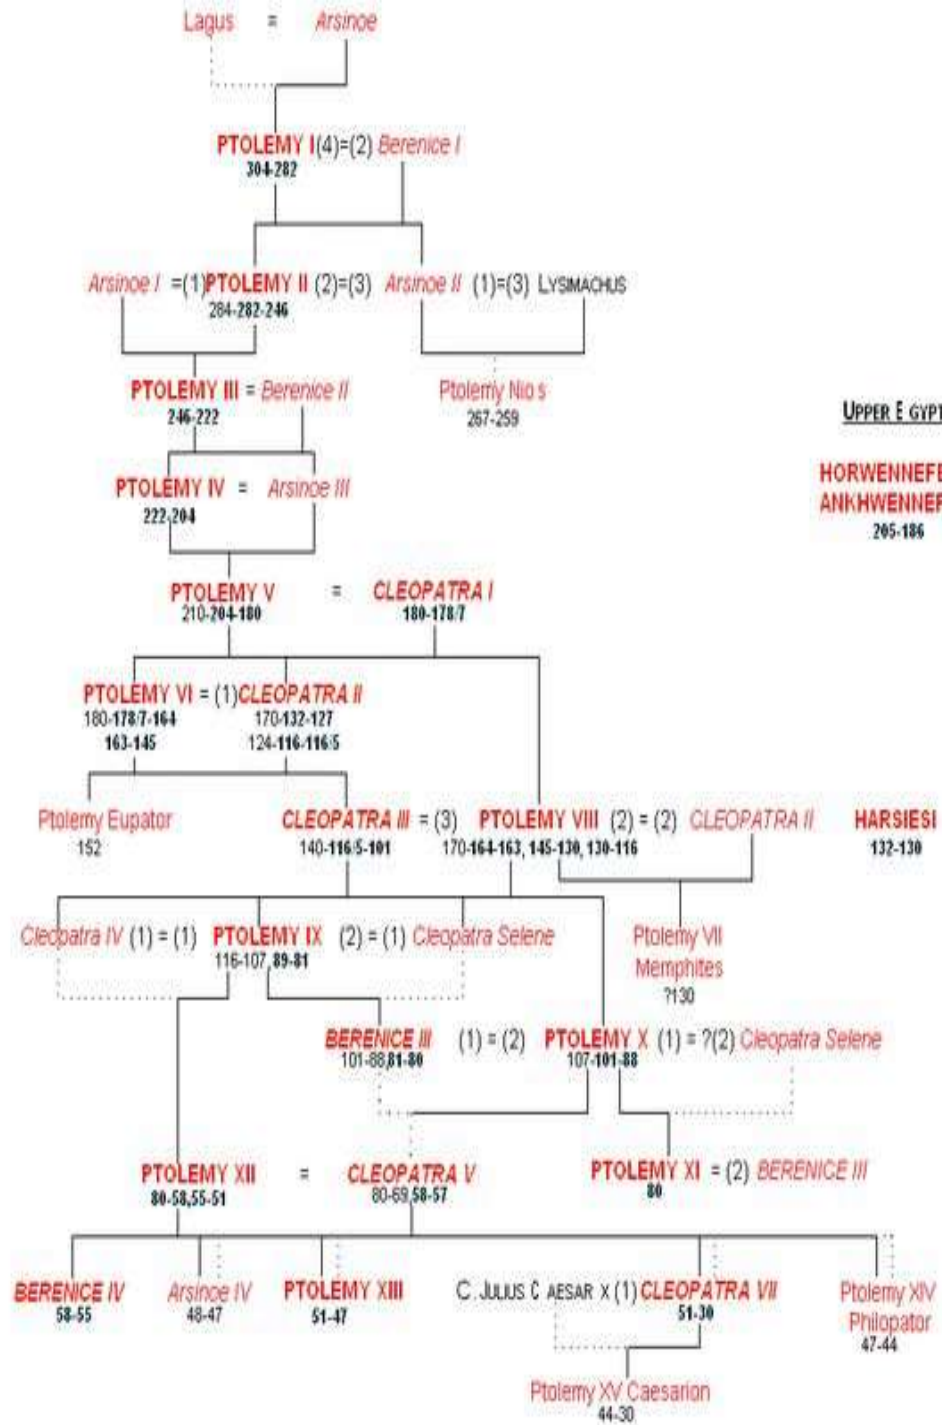 Lagus = Arsinoe
PTOLEMY I (4)=(2) Berenice I
304-282
Arsinoe I =(1) PTOLEMY II (2)=(3) Arsinoe II (1)=(3) LYSIMACHUS
284-282-246
PTOLEMY III = Berenice II Ptolemy Nios
246-222 267-259
UPPER EGYPT
PTOLEMY IV = Arsinoe III
222-204
HORWENNEFE
ANKHWENNEF
205-186
PTOLEMY V = CLEOPATRA I
210-204-180 180-178/7
PTOLEMY VI = (1) CLEOPATRA II
180-178/7-164 170-132-127
163-145 124-116-116/5
Ptolemy Eupator CLEOPATRA III = (3) PTOLEMY VIII (2) = (2) CLEOPATRA II HARSIESI
152 140-116/5-101 170-164-163, 145-130, 130-116 132-130
Cleopatra IV (1) = (1) PTOLEMY IX (2) = (1) Cleopatra Selene Ptolemy VII
116-107, 89-81 Memphites
?130
BERENICE III (1) = (2) PTOLEMY X (1) = ?(2) Cleopatra Selene
101-88,81-80 107-101-88
PTOLEMY XII = CLEOPATRA V PTOLEMY XI = (2) BERENICE III
80-58,55-51 80-69,58-57 80
BERENICE IV Arsinoe IV PTOLEMY XIII C. JULIUS CAESAR x (1) CLEOPATRA VII Ptolemy XIV
58-55 48-47 51-47 51-30 Philopator
47-44
Ptolemy XV Caesarion
44-30